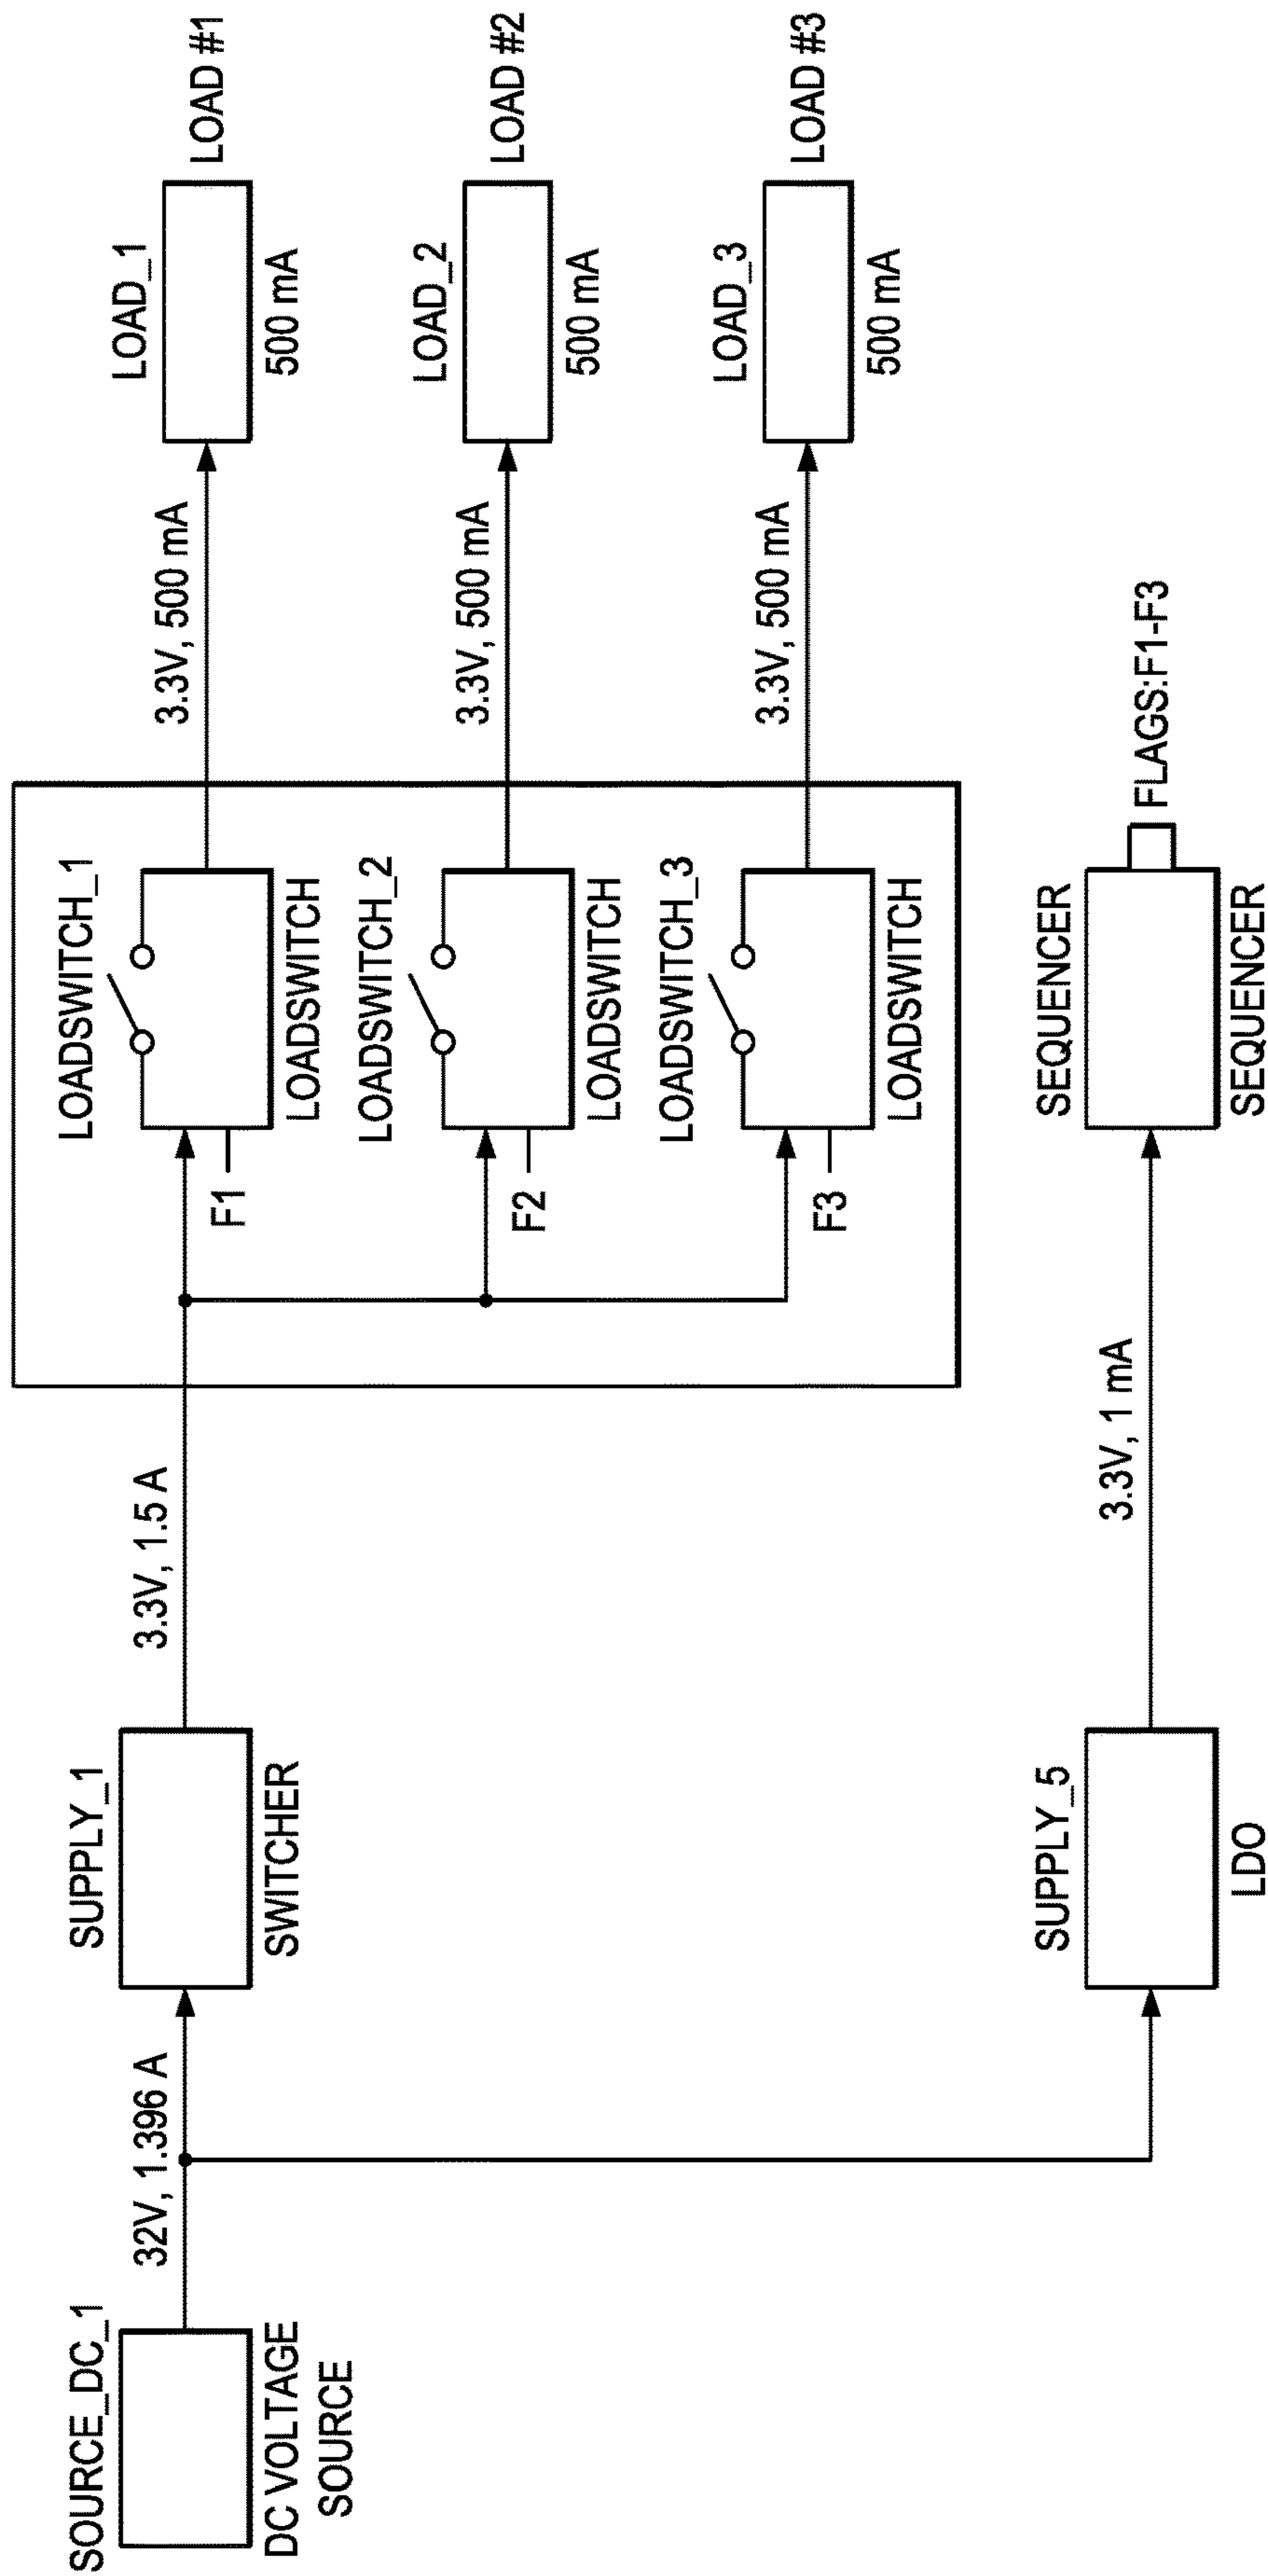 SOURCE_DC_1
DC VOLTAGE
SOURCE
32V, 1.396 A
SUPPLY_1
SWITCHER
3.3V, 1.5 A
LOADSWITCH_1
F1
LOADSWITCH
3.3V, 500 mA
LOAD_1
500 mA
LOAD #1
LOADSWITCH_2
F2
LOADSWITCH
3.3V, 500 mA
LOAD_2
500 mA
LOAD #2
LOADSWITCH_3
F3
LOADSWITCH
3.3V, 500 mA
LOAD_3
500 mA
LOAD #3
SUPPLY_5
LDO
3.3V, 1 mA
SEQUENCER
SEQUENCER
FLAGS:F1-F3